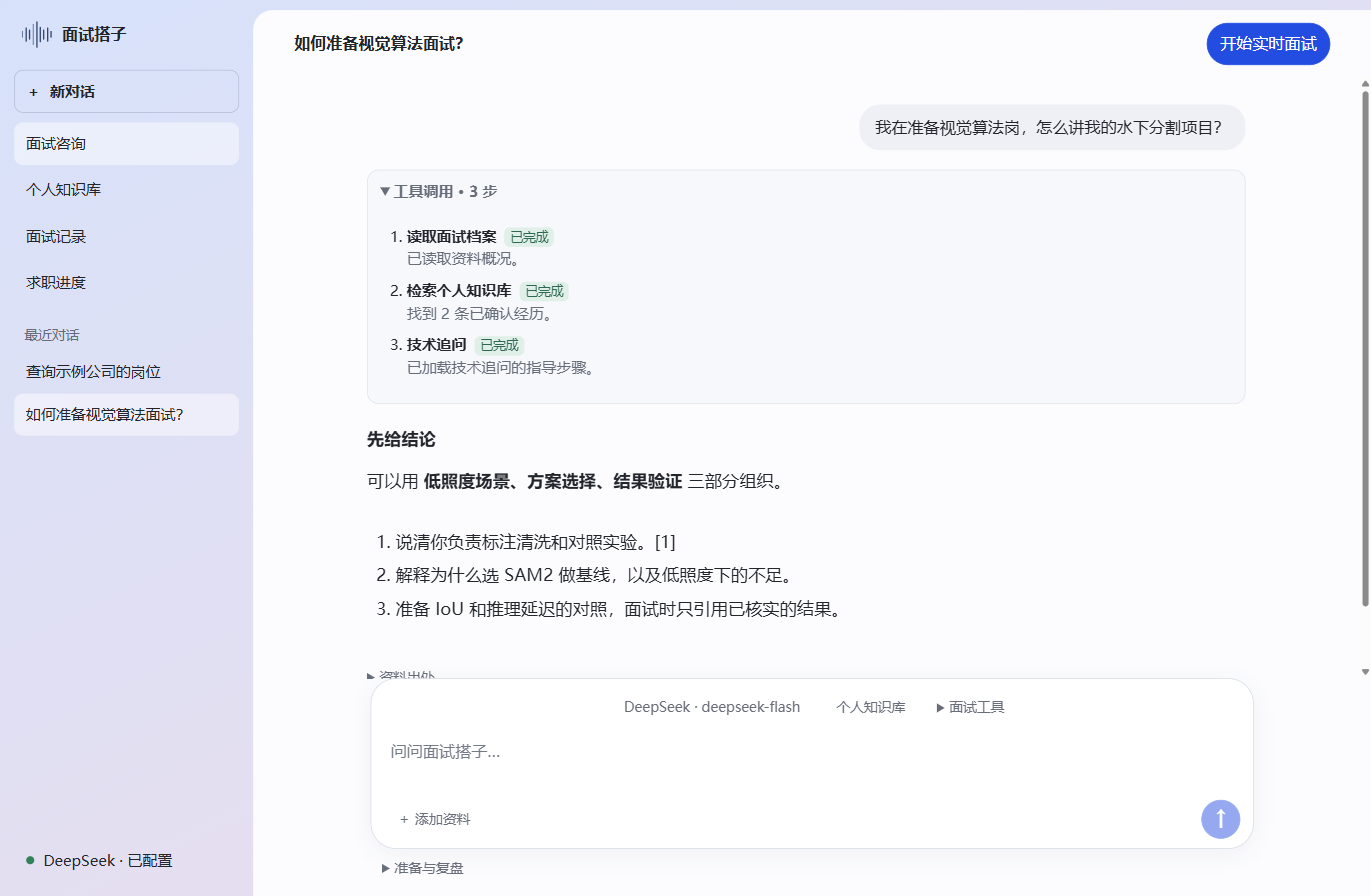 面试搭子
+ 新对话
面试咨询
个人知识库
面试记录
求职进度
最近对话
查询示例公司的岗位
如何准备视觉算法面试?
DeepSeek · 已配置
如何准备视觉算法面试?
开始实时面试
我在准备视觉算法岗，怎么讲我的水下分割项目?
▼工具调用 • 3 步
1. 读取面试档案 已完成
已读取资料概况。
2. 检索个人知识库 已完成
找到 2 条已确认经历。
3. 技术追问 已完成
已加载技术追问的指导步骤。
先给结论
可以用 低照度场景、方案选择、结果验证 三部分组织。
1. 说清你负责标注清洗和对照实验。[1]
2. 解释为什么选 SAM2 做基线，以及低照度下的不足。
3. 准备 IoU 和推理延迟的对照，面试时只引用已核实的结果。
▶ 资料出处
DeepSeek · deepseek-flash 个人知识库 ▶ 面试工具
问问面试搭子...
+ 添加资料
↑
▶ 准备与复盘